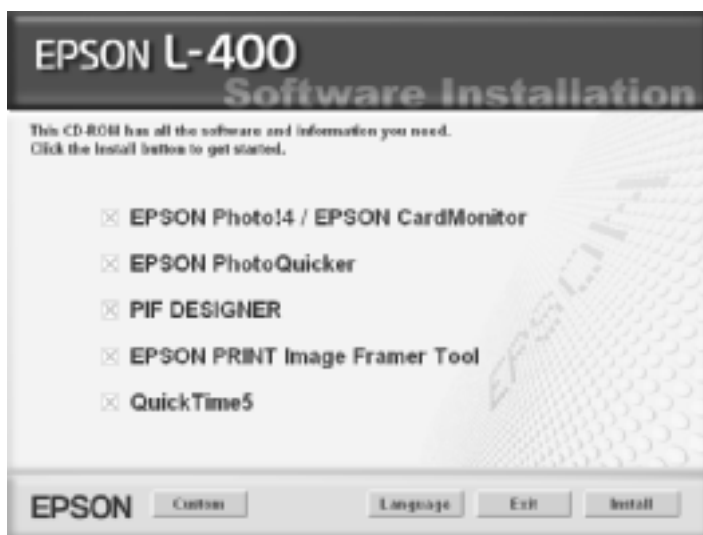 EPSON L-400
Software Installation
This CD-ROM has all the software and information you need.
Click the Install button to get started.
EPSON Photo!4 / EPSON CardMonitor
EPSON PhotoQuicker
PIF DESIGNER
EPSON PRINT Image Framer Tool
QuickTime5
EPSON
EPSON Custom Language Exit Install